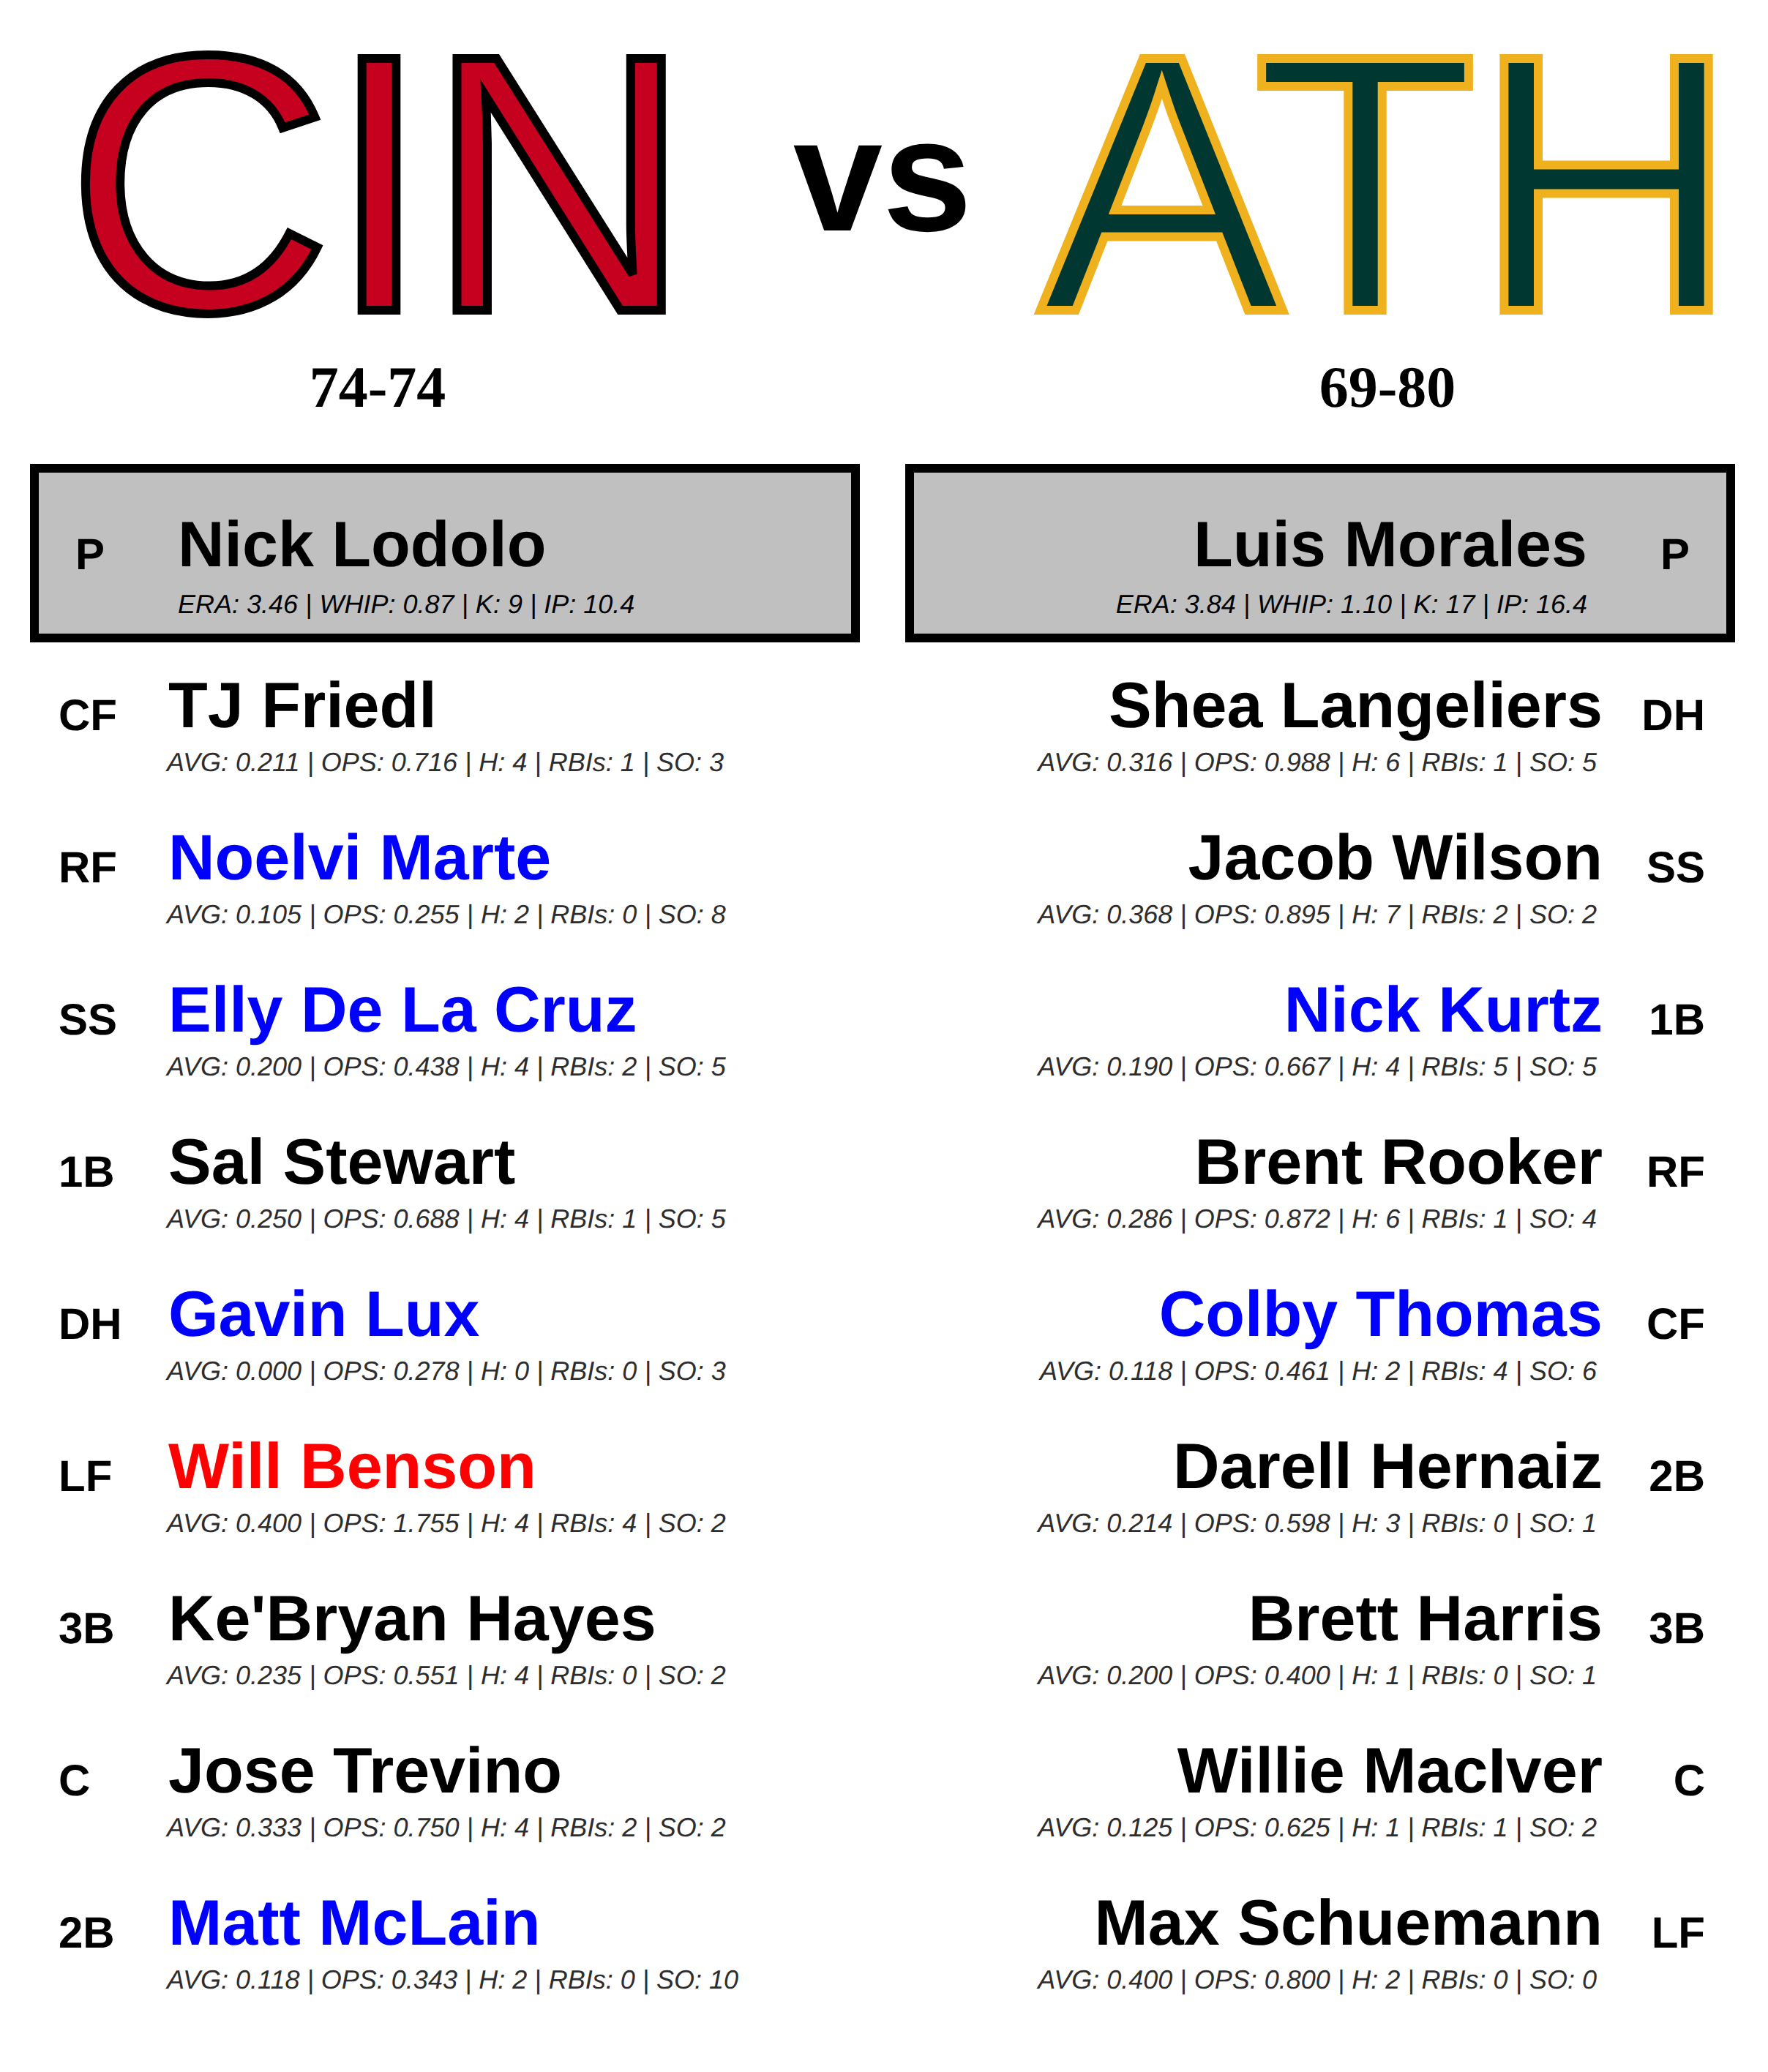 CIN vs ATH
74-74 69-80
P Nick Lodolo
ERA: 3.46 | WHIP: 0.87 | K: 9 | IP: 10.4
Luis Morales P
ERA: 3.84 | WHIP: 1.10 | K: 17 | IP: 16.4
CF TJ Friedl
AVG: 0.211 | OPS: 0.716 | H: 4 | RBIs: 1 | SO: 3
Shea Langeliers DH
AVG: 0.316 | OPS: 0.988 | H: 6 | RBIs: 1 | SO: 5
RF Noelvi Marte
AVG: 0.105 | OPS: 0.255 | H: 2 | RBIs: 0 | SO: 8
Jacob Wilson SS
AVG: 0.368 | OPS: 0.895 | H: 7 | RBIs: 2 | SO: 2
SS Elly De La Cruz
AVG: 0.200 | OPS: 0.438 | H: 4 | RBIs: 2 | SO: 5
Nick Kurtz 1B
AVG: 0.190 | OPS: 0.667 | H: 4 | RBIs: 5 | SO: 5
1B Sal Stewart
AVG: 0.250 | OPS: 0.688 | H: 4 | RBIs: 1 | SO: 5
Brent Rooker RF
AVG: 0.286 | OPS: 0.872 | H: 6 | RBIs: 1 | SO: 4
DH Gavin Lux
AVG: 0.000 | OPS: 0.278 | H: 0 | RBIs: 0 | SO: 3
Colby Thomas CF
AVG: 0.118 | OPS: 0.461 | H: 2 | RBIs: 4 | SO: 6
LF Will Benson
AVG: 0.400 | OPS: 1.755 | H: 4 | RBIs: 4 | SO: 2
Darell Hernaiz 2B
AVG: 0.214 | OPS: 0.598 | H: 3 | RBIs: 0 | SO: 1
3B Ke'Bryan Hayes
AVG: 0.235 | OPS: 0.551 | H: 4 | RBIs: 0 | SO: 2
Brett Harris 3B
AVG: 0.200 | OPS: 0.400 | H: 1 | RBIs: 0 | SO: 1
C Jose Trevino
AVG: 0.333 | OPS: 0.750 | H: 4 | RBIs: 2 | SO: 2
Willie MacIver C
AVG: 0.125 | OPS: 0.625 | H: 1 | RBIs: 1 | SO: 2
2B Matt McLain
AVG: 0.118 | OPS: 0.343 | H: 2 | RBIs: 0 | SO: 10
Max Schuemann LF
AVG: 0.400 | OPS: 0.800 | H: 2 | RBIs: 0 | SO: 0